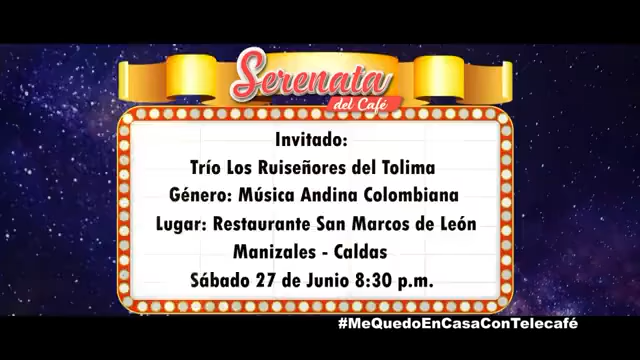 Serenata
del Café
Invitado:
Trío Los Ruiseñores del Tolima
Género: Música Andina Colombiana
Lugar: Restaurante San Marcos de León
Manizales - Caldas
Sábado 27 de Junio 8:30 p.m.
#MeQuedoEnCasaConTelecafé